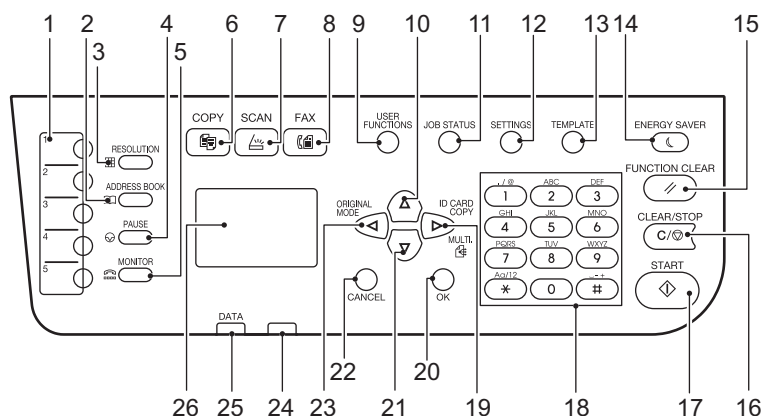 1 2 3 4 5 6 7 8 9 10 11 12 13 14 15
COPY SCAN FAX
USER FUNCTIONS
JOB STATUS
SETTINGS
TEMPLATE
ENERGY SAVER
1
2
3
4
5
RESOLUTION
ADDRESS BOOK
PAUSE
MONITOR
FUNCTION CLEAR
CLEAR/STOP
C/
START
ORIGINAL MODE
ID CARD COPY
MULTI.
CANCEL
OK
. / @ ABC DEF
1 2 3
GHI JKL MNO
4 5 6
PQRS TUV WXYZ
7 8 9
Aa/12 _ - +
* 0 #
DATA
26 25 24 23 22 21 20 19 18 17 16